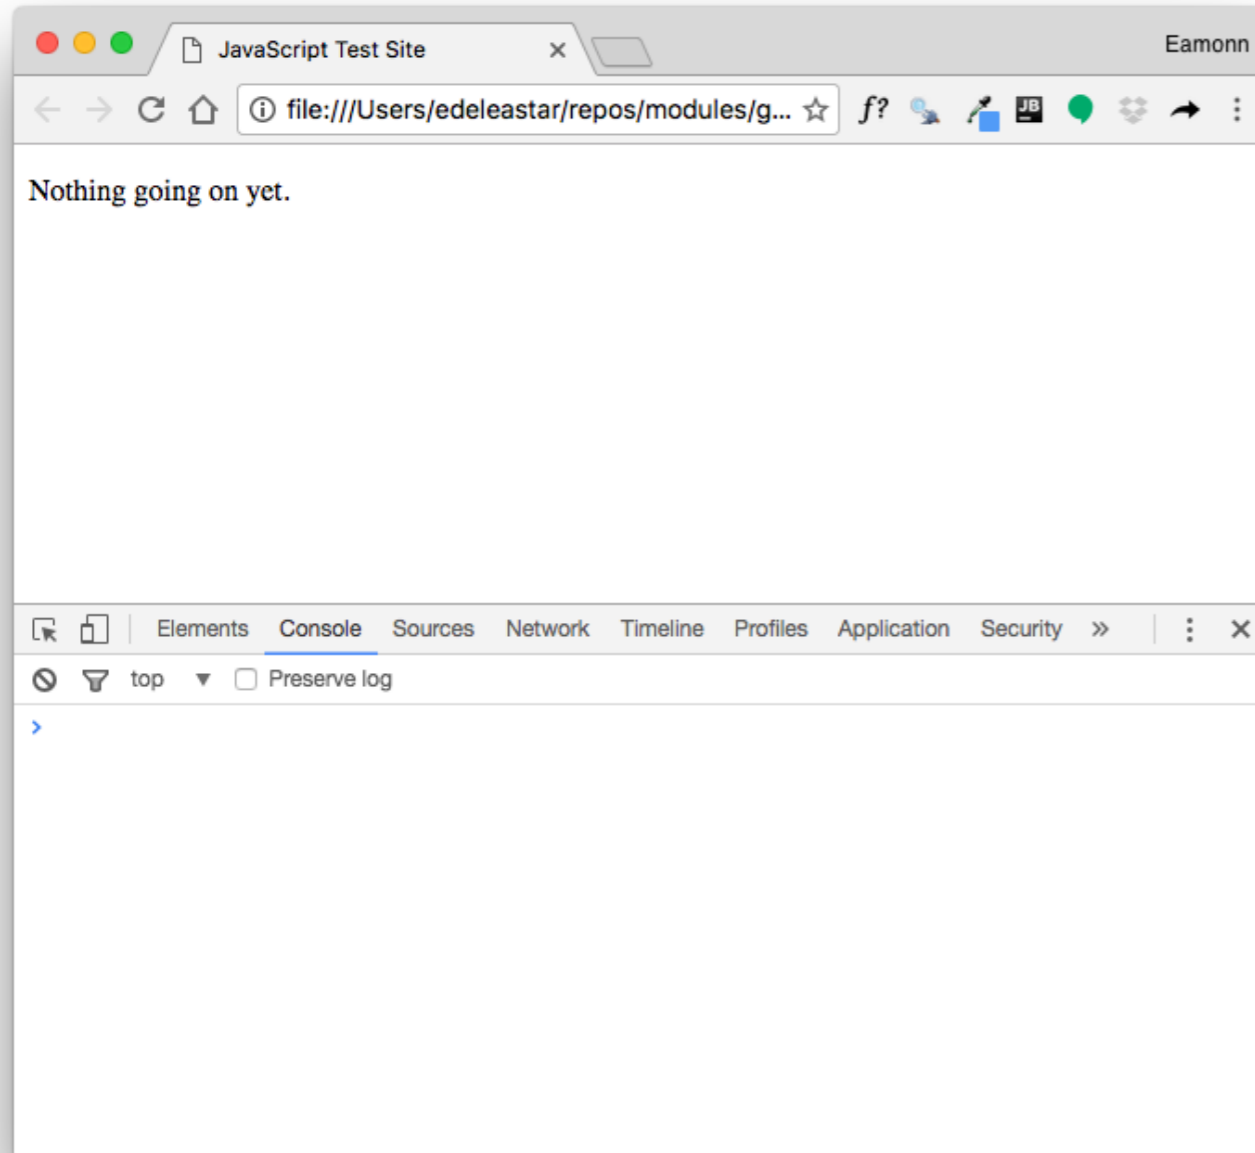 JavaScript Test Site
Eamonn
file:///Users/edeleastar/repos/modules/g...
f?
JB
Nothing going on yet.
Elements Console Sources Network Timeline Profiles Application Security »
top Preserve log